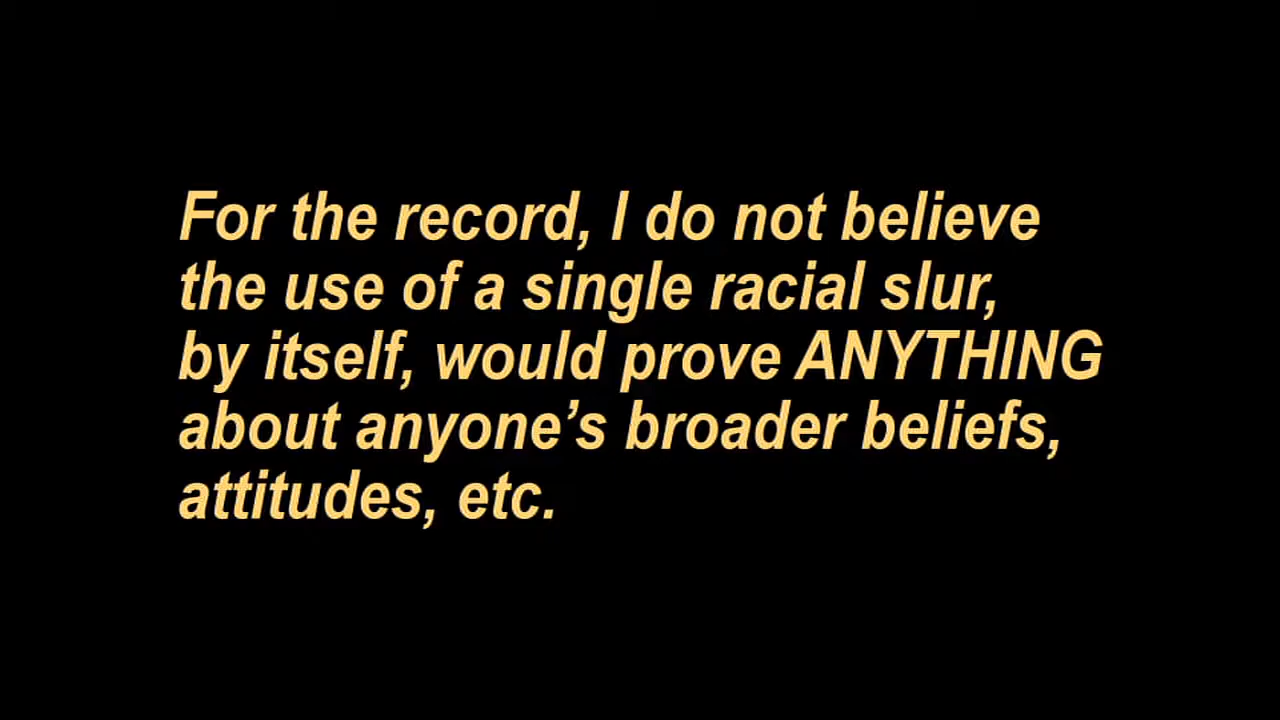 For the record, I do not believe
the use of a single racial slur,
by itself, would prove ANYTHING
about anyone’s broader beliefs,
attitudes, etc.